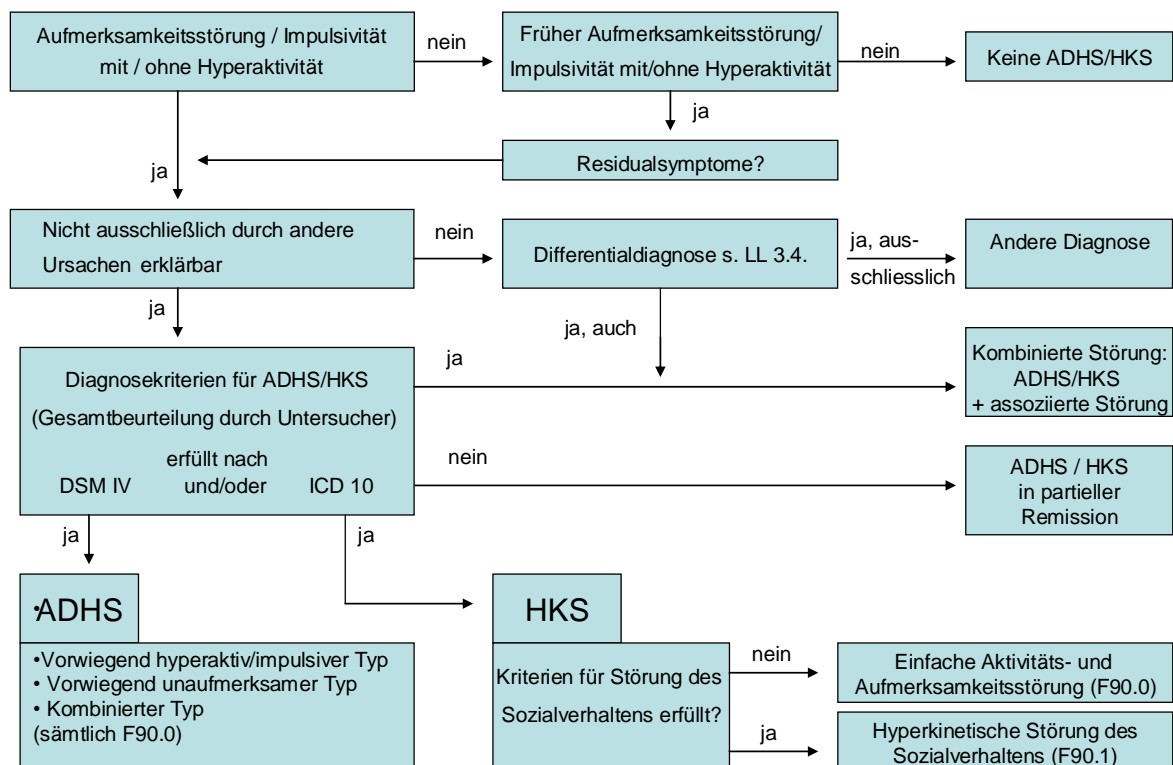 Aufmerksamkeitsstörung / Impulsivität
mit / ohne Hyperaktivität
nein
Früher Aufmerksamkeitsstörung/
Impulsivität mit/ohne Hyperaktivität
nein
Keine ADHS/HKS
ja
Residualsymptome?
ja
Nicht ausschließlich durch andere
Ursachen erklärbar
nein
Differentialdiagnose s. LL 3.4.
ja, aus-
schliesslich
Andere Diagnose
ja
ja, auch
Diagnosekriterien für ADHS/HKS
(Gesamtbeurteilung durch Untersucher)
erfüllt nach
DSM IV und/oder ICD 10
ja
Kombinierte Störung:
ADHS/HKS
+ assoziierte Störung
nein
ADHS / HKS
in partieller
Remission
ja
ja
•ADHS
•Vorwiegend hyperaktiv/impulsiver Typ
• Vorwiegend unaufmerksamer Typ
• Kombinierter Typ
(sämtlich F90.0)
HKS
Kriterien für Störung des
Sozialverhaltens erfüllt?
nein
Einfache Aktivitäts- und
Aufmerksamkeitsstörung (F90.0)
ja
Hyperkinetische Störung des
Sozialverhaltens (F90.1)